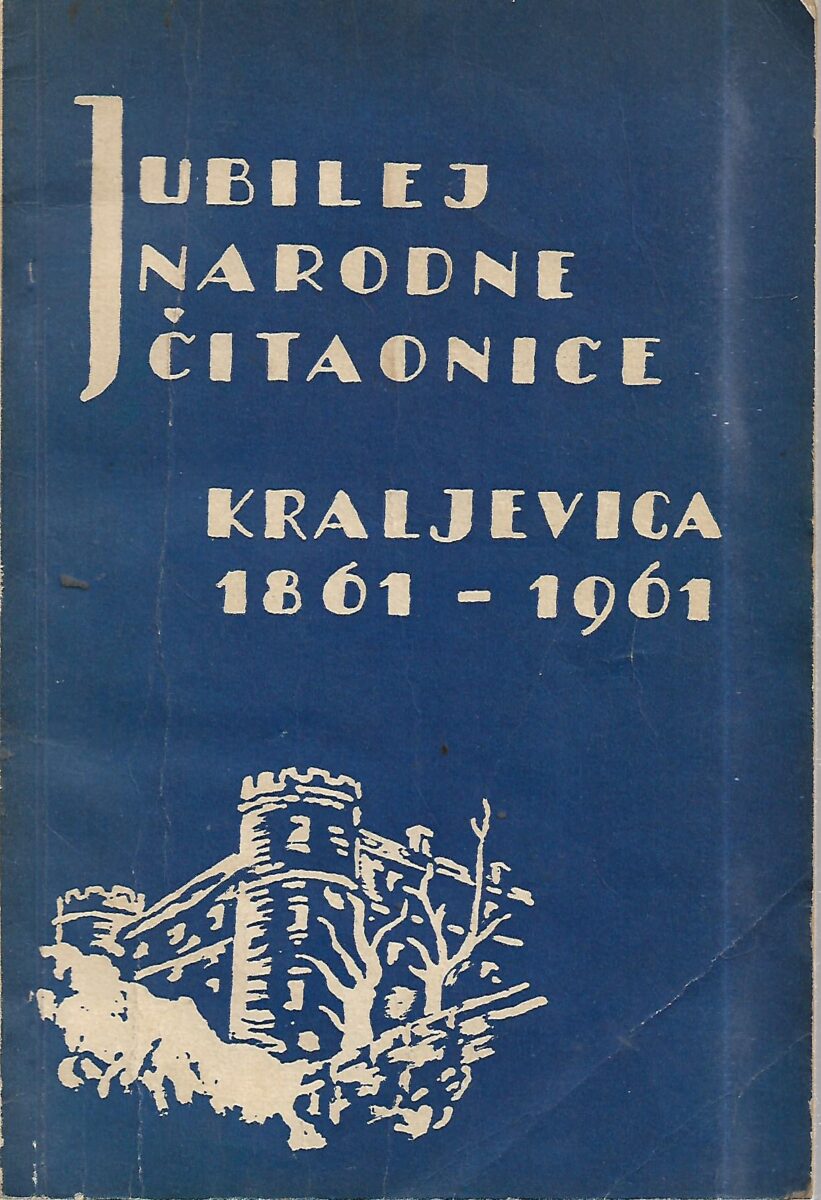 JUBILEJ
NARODNE
ČITAONICE
KRALJEVICA
1861 - 1961